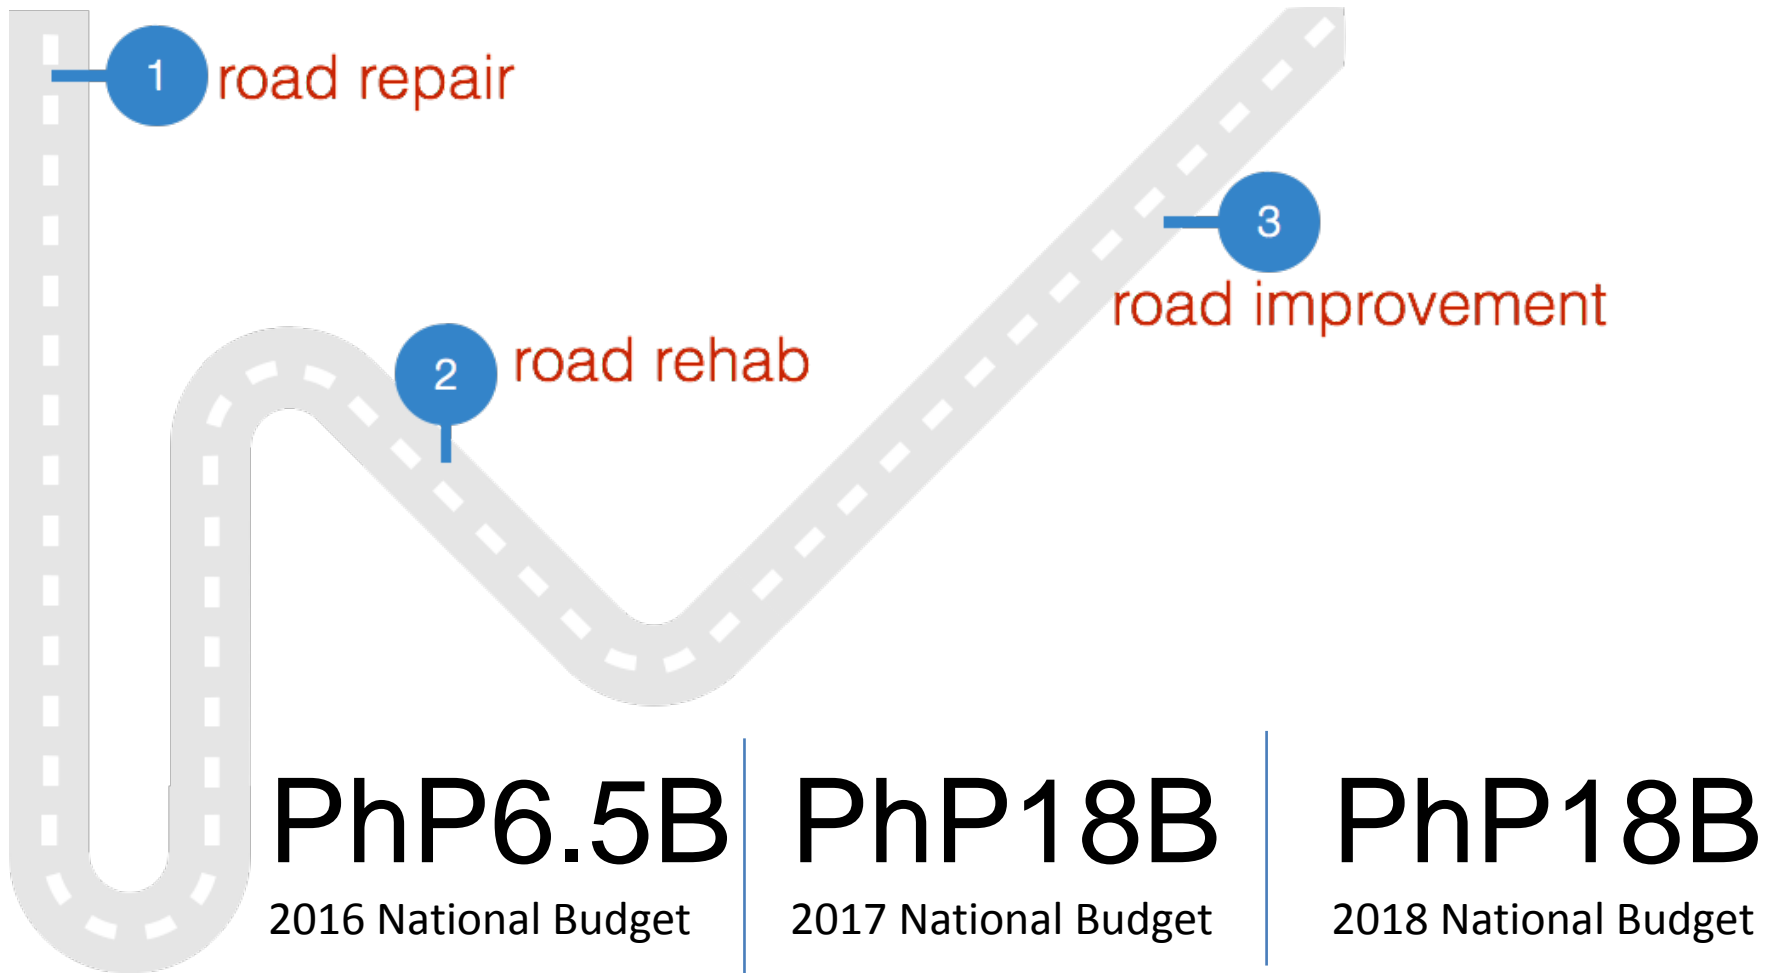 1
road repair
3
road improvement
2
road rehab
PhP6.5B
2016 National Budget
PhP18B
2017 National Budget
PhP18B
2018 National Budget